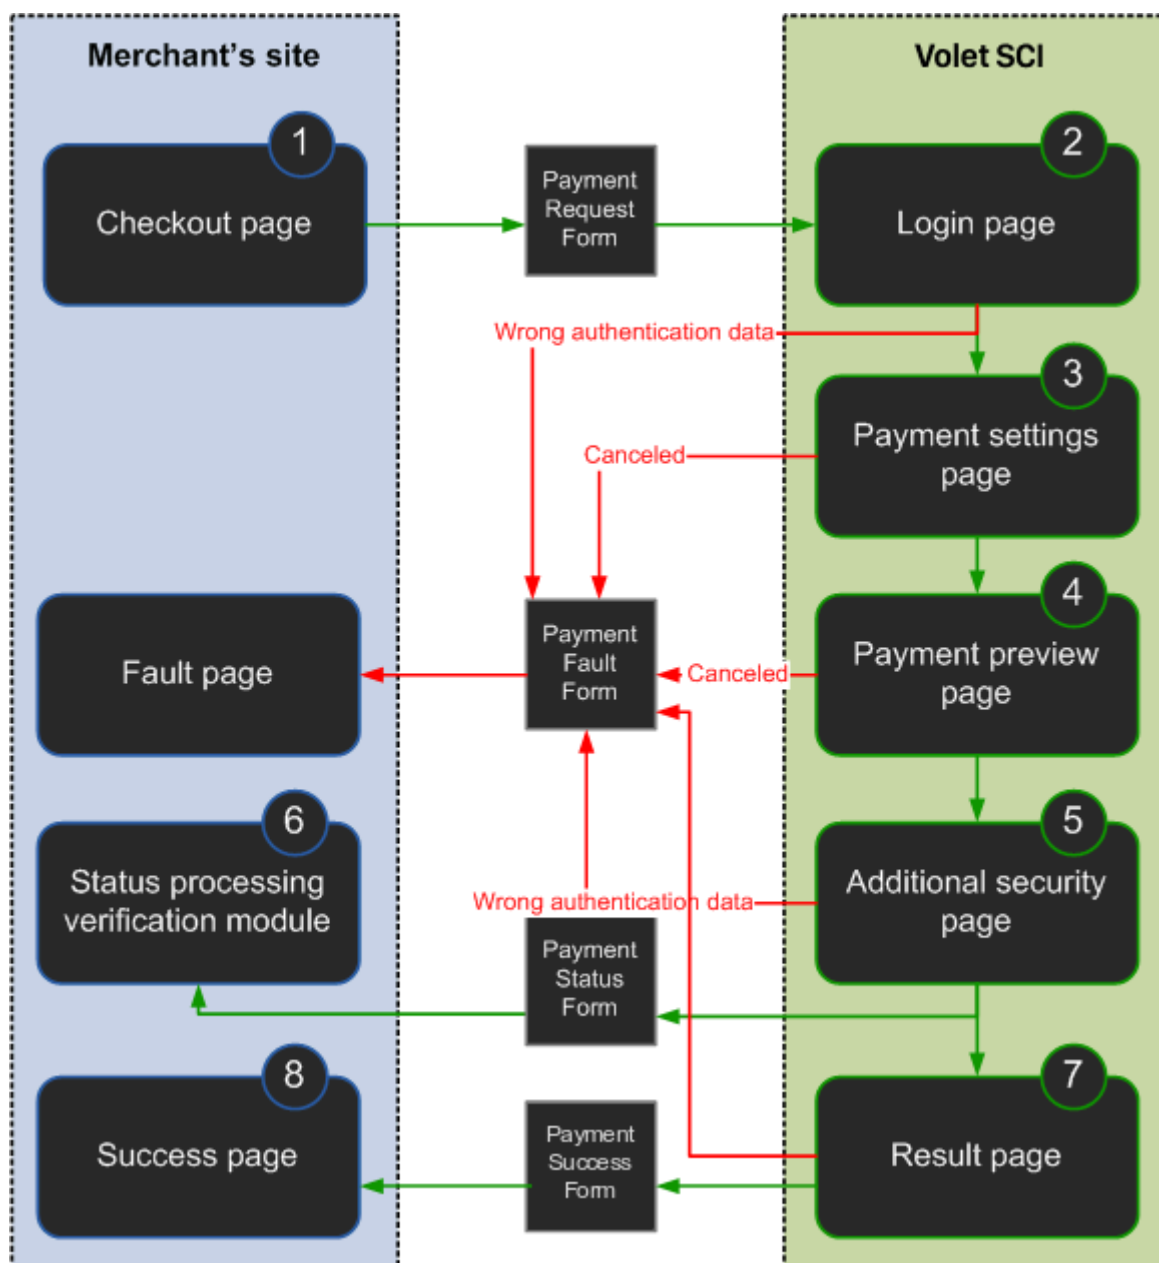 Merchant's site
Volet SCI
1
Checkout page
Payment
Request
Form
2
Login page
Wrong authentication data
3
Payment settings
page
Canceled
Fault page
Payment
Fault
Form
Canceled
4
Payment preview
page
6
Status processing
verification module
Wrong authentication data
5
Additional security
page
Payment
Status
Form
8
Success page
Payment
Success
Form
7
Result page